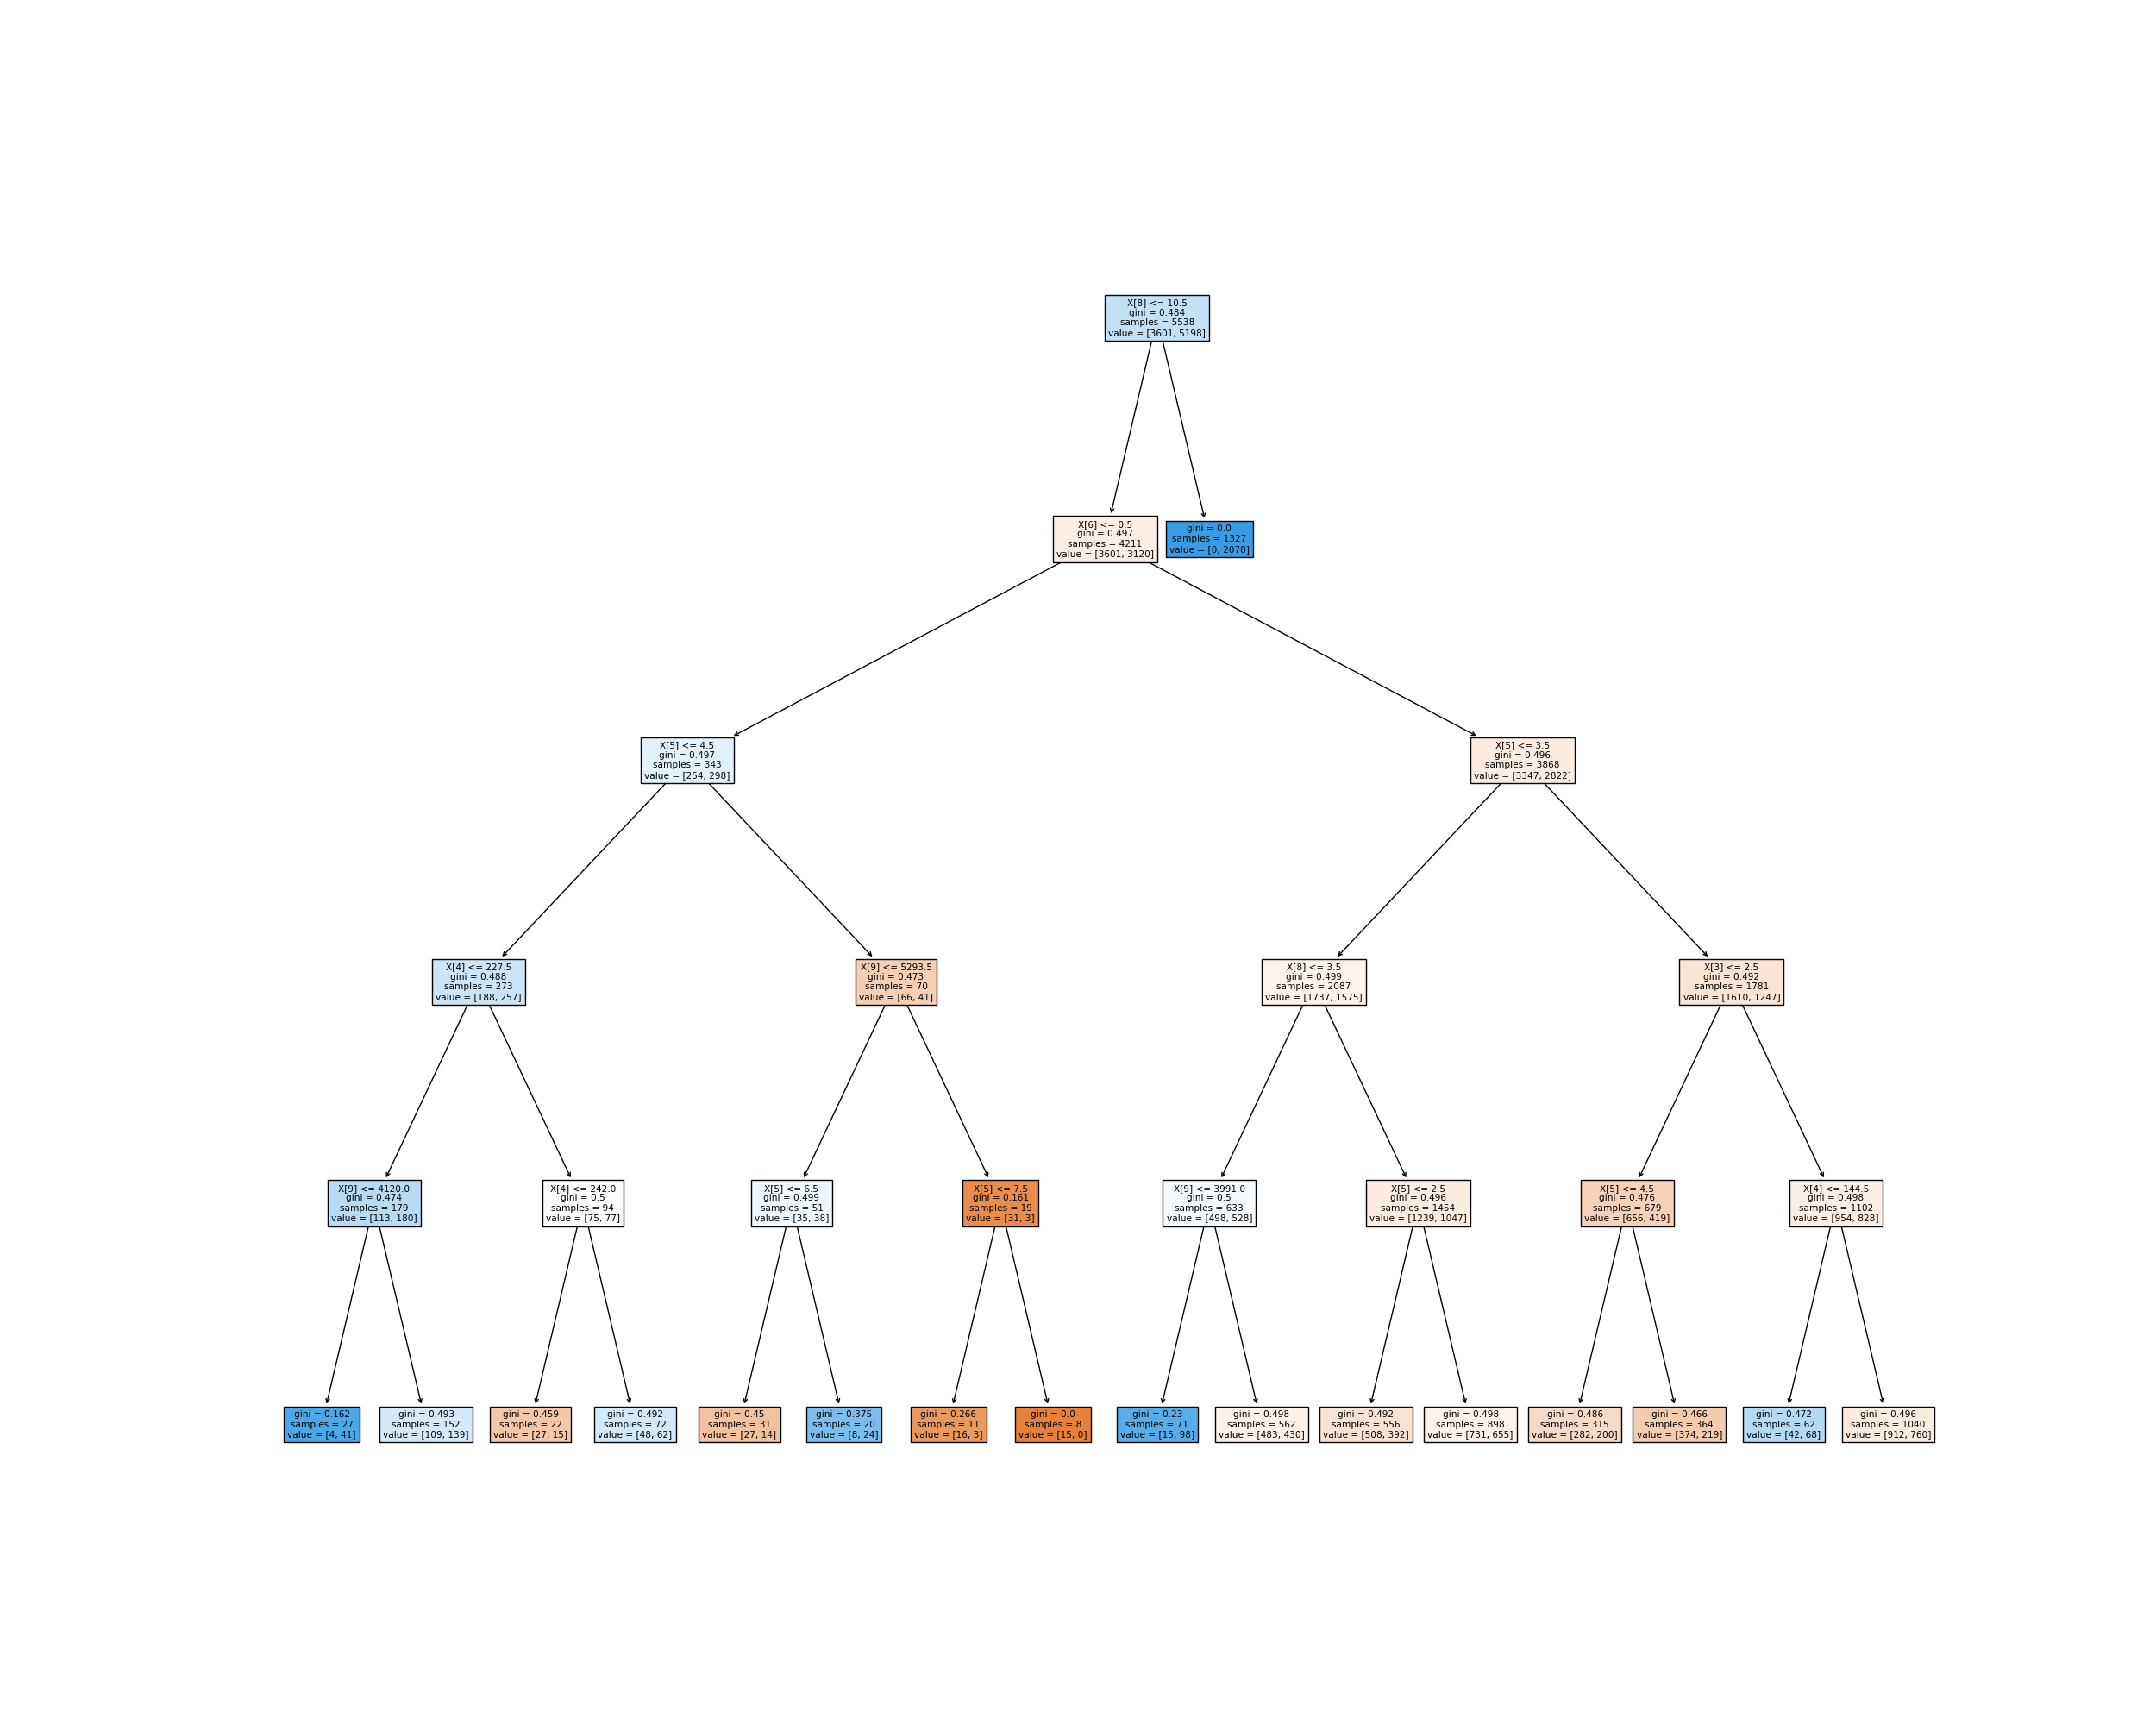 X[8] <= 10.5
gini = 0.484
samples = 5538
value = [3601, 5198]
X[6] <= 0.5
gini = 0.497
samples = 4211
value = [3601, 3120]
gini = 0.0
samples = 1327
value = [0, 2078]
X[5] <= 4.5
gini = 0.497
samples = 343
value = [254, 298]
X[5] <= 3.5
gini = 0.496
samples = 3868
value = [3347, 2822]
X[4] <= 227.5
gini = 0.488
samples = 273
value = [188, 257]
X[9] <= 5293.5
gini = 0.473
samples = 70
value = [66, 41]
X[8] <= 3.5
gini = 0.499
samples = 2087
value = [1737, 1575]
X[3] <= 2.5
gini = 0.492
samples = 1781
value = [1610, 1247]
X[9] <= 4120.0
gini = 0.474
samples = 179
value = [113, 180]
X[4] <= 242.0
gini = 0.5
samples = 94
value = [75, 77]
X[5] <= 6.5
gini = 0.499
samples = 51
value = [35, 38]
X[5] <= 7.5
gini = 0.161
samples = 19
value = [31, 3]
X[9] <= 3991.0
gini = 0.5
samples = 633
value = [498, 528]
X[5] <= 2.5
gini = 0.496
samples = 1454
value = [1239, 1047]
X[5] <= 4.5
gini = 0.476
samples = 679
value = [656, 419]
X[4] <= 144.5
gini = 0.498
samples = 1102
value = [954, 828]
gini = 0.162
samples = 27
value = [4, 41]
gini = 0.493
samples = 152
value = [109, 139]
gini = 0.459
samples = 22
value = [27, 15]
gini = 0.492
samples = 72
value = [48, 62]
gini = 0.45
samples = 31
value = [27, 14]
gini = 0.375
samples = 20
value = [8, 24]
gini = 0.266
samples = 11
value = [16, 3]
gini = 0.0
samples = 8
value = [15, 0]
gini = 0.23
samples = 71
value = [15, 98]
gini = 0.498
samples = 562
value = [483, 430]
gini = 0.492
samples = 556
value = [508, 392]
gini = 0.498
samples = 898
value = [731, 655]
gini = 0.486
samples = 315
value = [282, 200]
gini = 0.466
samples = 364
value = [374, 219]
gini = 0.472
samples = 62
value = [42, 68]
gini = 0.496
samples = 1040
value = [912, 760]